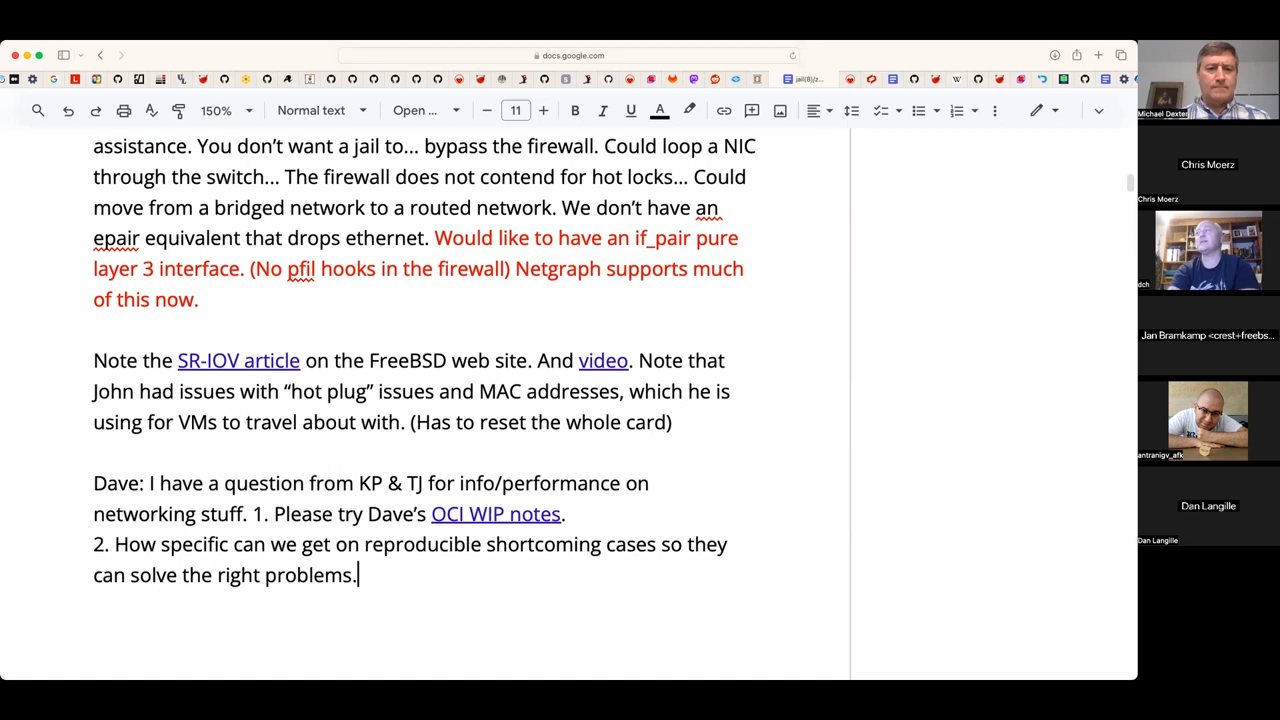 docs.google.com
jail(8)/z...
150%
Normal text
Open ...
11
assistance. You don’t want a jail to… bypass the firewall. Could loop a NIC
through the switch… The firewall does not contend for hot locks… Could
move from a bridged network to a routed network. We don’t have an
epair equivalent that drops ethernet. Would like to have an if_pair pure
layer 3 interface. (No pfil hooks in the firewall) Netgraph supports much
of this now.
Note the SR-IOV article on the FreeBSD web site. And video. Note that
John had issues with “hot plug” issues and MAC addresses, which he is
using for VMs to travel about with. (Has to reset the whole card)
Dave: I have a question from KP & TJ for info/performance on
networking stuff. 1. Please try Dave’s OCI WIP notes.
2. How specific can we get on reproducible shortcoming cases so they
can solve the right problems.
Michael Dexter
Chris Moerz
Chris Moerz
dch
Jan Bramkamp <crest+freebs...
antranigv_afk
Dan Langille
Dan Langille